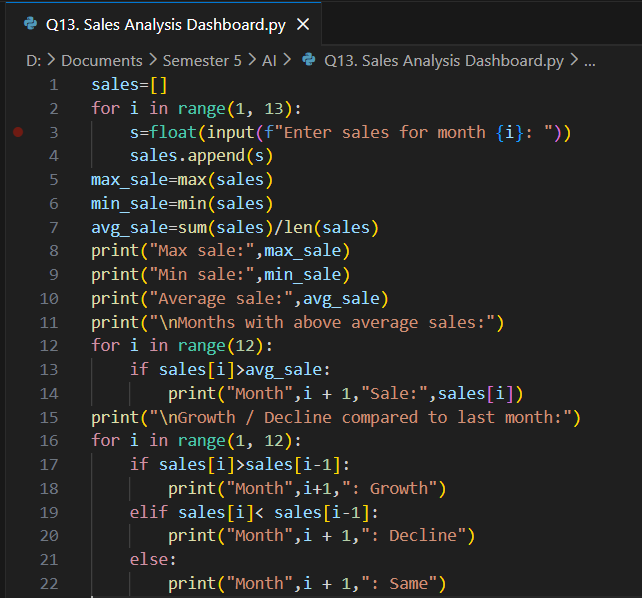 Q13. Sales Analysis Dashboard.py ×
D: > Documents > Semester 5 > AI > Q13. Sales Analysis Dashboard.py > ...
1 sales=[]
2 for i in range(1, 13):
3     s=float(input(f"Enter sales for month {i}: "))
4     sales.append(s)
5 max_sale=max(sales)
6 min_sale=min(sales)
7 avg_sale=sum(sales)/len(sales)
8 print("Max sale:",max_sale)
9 print("Min sale:",min_sale)
10 print("Average sale:",avg_sale)
11 print("\nMonths with above average sales:")
12 for i in range(12):
13     if sales[i]>avg_sale:
14         print("Month",i + 1,"Sale:",sales[i])
15 print("\nGrowth / Decline compared to last month:")
16 for i in range(1, 12):
17     if sales[i]>sales[i-1]:
18         print("Month",i+1,": Growth")
19     elif sales[i]< sales[i-1]:
20         print("Month",i + 1,": Decline")
21     else:
22         print("Month",i + 1,": Same")